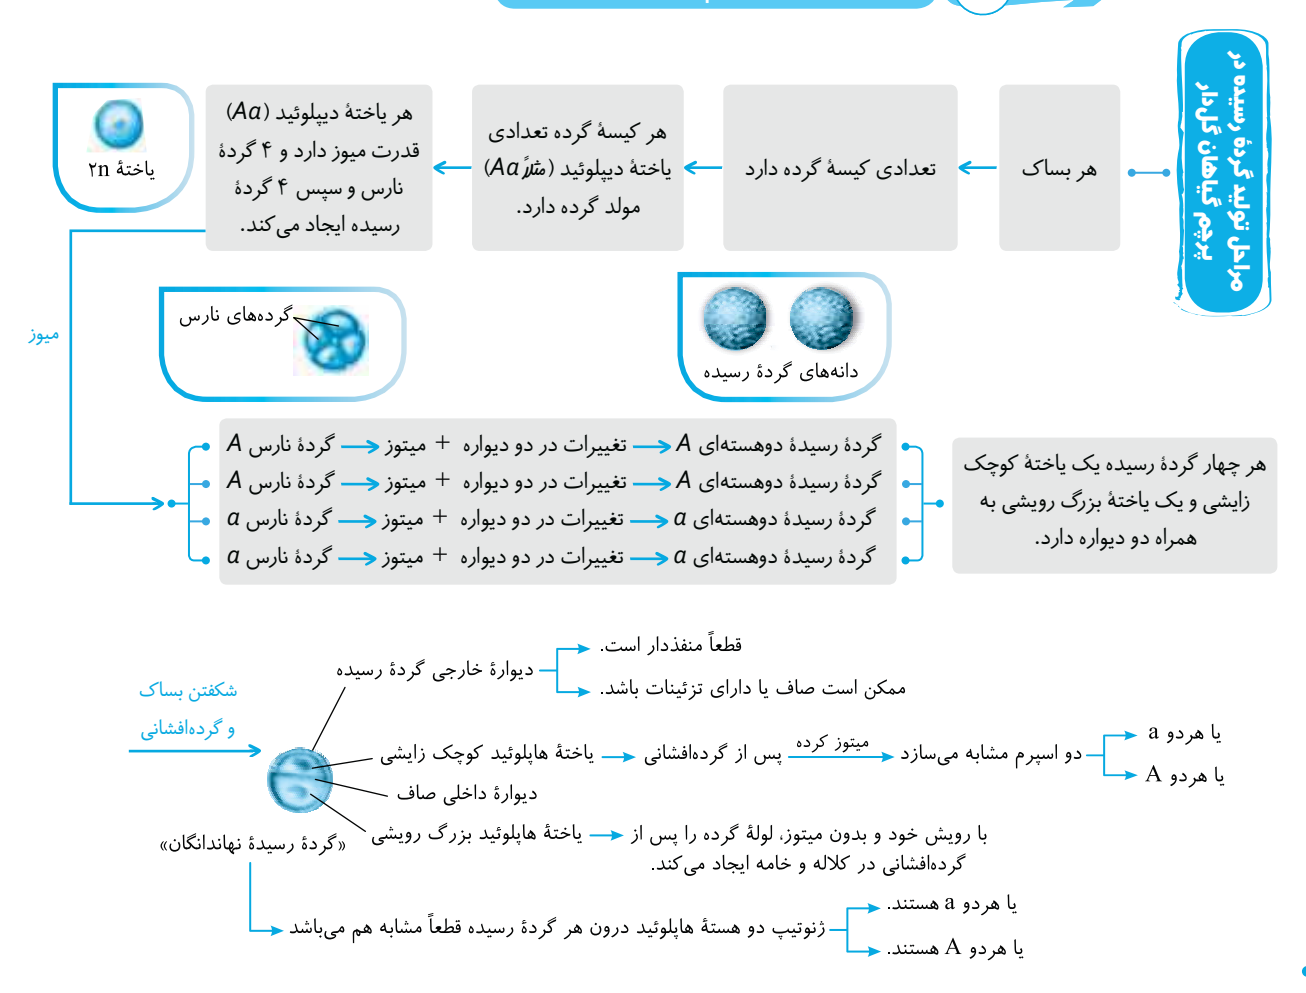 مراحل تولید گردهٔ رسیده در
پرچم گیاهان گل‌دار
هر بساک
تعدادی کیسهٔ گرده دارد
هر کیسهٔ گرده تعدادی
یاختهٔ دیپلوئید (مثلاً Aa)
مولد گرده دارد.
هر یاختهٔ دیپلوئید (Aa)
قدرت میوز دارد و ۴ گردهٔ
نارس و سپس ۴ گردهٔ
رسیده ایجاد می‌کند.
یاختهٔ ۲n
میوز
گرده‌های نارس
دانه‌های گردهٔ رسیده
گردهٔ نارس A میتوز + تغییرات در دو دیواره گردهٔ رسیدهٔ دوهسته‌ای A
گردهٔ نارس A میتوز + تغییرات در دو دیواره گردهٔ رسیدهٔ دوهسته‌ای A
گردهٔ نارس a میتوز + تغییرات در دو دیواره گردهٔ رسیدهٔ دوهسته‌ای a
گردهٔ نارس a میتوز + تغییرات در دو دیواره گردهٔ رسیدهٔ دوهسته‌ای a
هر چهار گردهٔ رسیده یک یاختهٔ کوچک
زایشی و یک یاختهٔ بزرگ رویشی به
همراه دو دیواره دارد.
شکفتن بساک
و گرده‌افشانی
دیوارهٔ خارجی گردهٔ رسیده
قطعاً منفذدار است.
ممکن است صاف یا دارای تزئینات باشد.
یاختهٔ هاپلوئید کوچک زایشی
پس از گرده‌افشانی
میتوز کرده
دو اسپرم مشابه می‌سازد
یا هردو a
یا هردو A
دیوارهٔ داخلی صاف
یاختهٔ هاپلوئید بزرگ رویشی
با رویش خود و بدون میتوز، لولهٔ گرده را پس از
گرده‌افشانی در کلاله و خامه ایجاد می‌کند.
«گردهٔ رسیدهٔ نهاندانگان»
ژنوتیپ دو هستهٔ هاپلوئید درون هر گردهٔ رسیده قطعاً مشابه هم می‌باشد
یا هردو a هستند.
یا هردو A هستند.